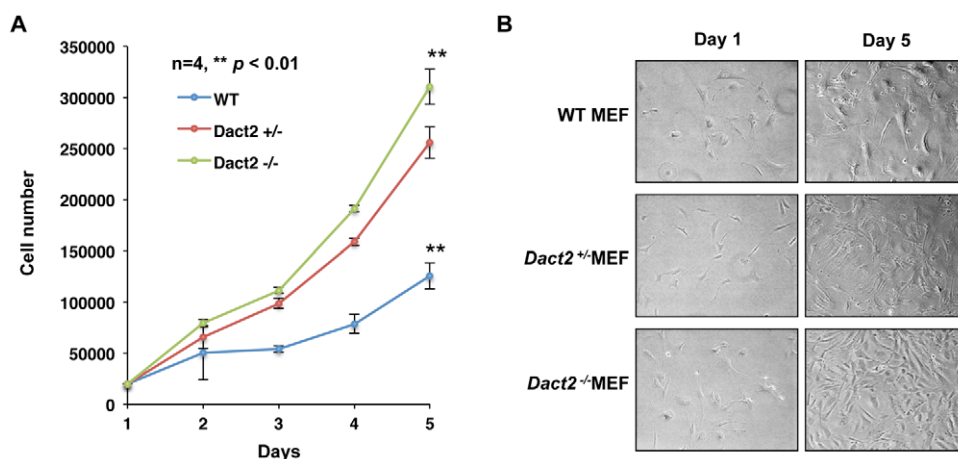 A
n=4, ** p < 0.01
WT
Dact2 +/-
Dact2 -/-
**
**
Cell number
350000
300000
250000
200000
150000
100000
50000
0
1 2 3 4 5
Days
B
Day 1 Day 5
WT MEF
Dact2 +/-MEF
Dact2 -/-MEF